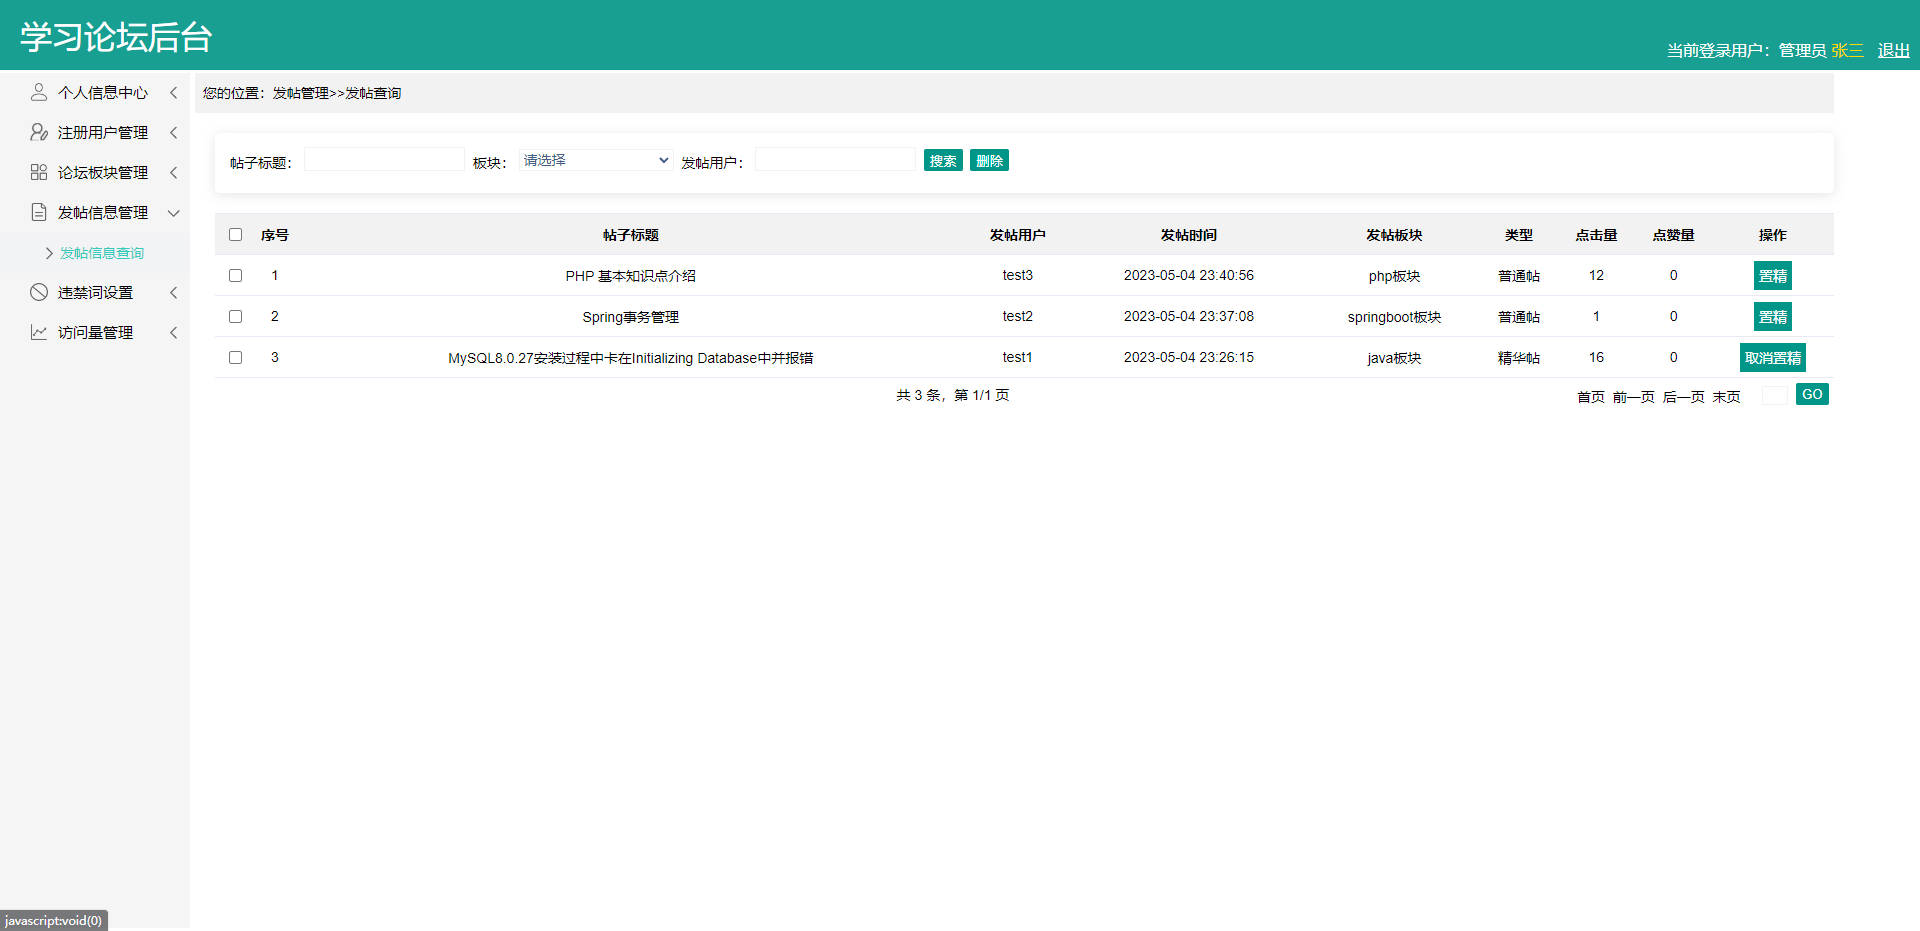 学习论坛后台
当前登录用户：管理员 张三 退出
个人信息中心
注册用户管理
论坛板块管理
发帖信息管理
发帖信息查询
违禁词设置
访问量管理
您的位置：发帖管理>>发帖查询
帖子标题： 板块： 请选择 发帖用户： 搜索 删除
序号 帖子标题 发帖用户 发帖时间 发帖板块 类型 点击量 点赞量 操作
1 PHP 基本知识点介绍 test3 2023-05-04 23:40:56 php板块 普通帖 12 0 置精
2 Spring事务管理 test2 2023-05-04 23:37:08 springboot板块 普通帖 1 0 置精
3 MySQL8.0.27安装过程中卡在Initializing Database中并报错 test1 2023-05-04 23:26:15 java板块 精华帖 16 0 取消置精
共 3 条，第 1/1 页 首页 前一页 后一页 末页 GO
javascript:void(0)